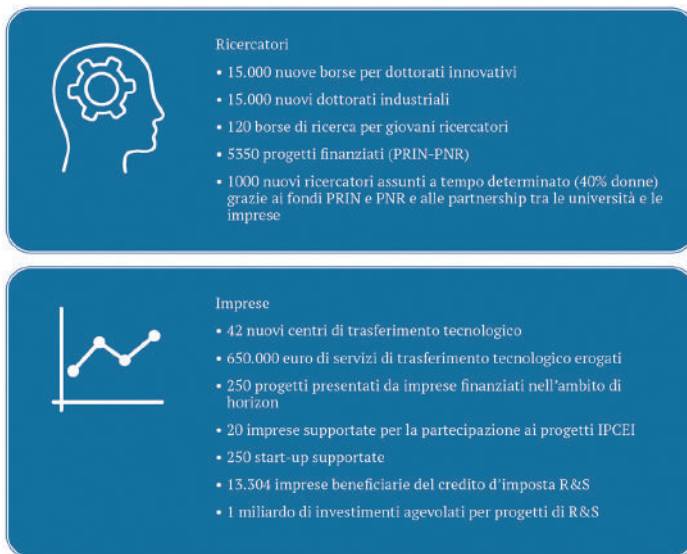 Ricercatori
• 15.000 nuove borse per dottorati innovativi
• 15.000 nuovi dottorati industriali
• 120 borse di ricerca per giovani ricercatori
• 5350 progetti finanziati (PRIN-PNR)
• 1000 nuovi ricercatori assunti a tempo determinato (40% donne)
grazie ai fondi PRIN e PNR e alle partnership tra le università e le
imprese
Imprese
• 42 nuovi centri di trasferimento tecnologico
• 650.000 euro di servizi di trasferimento tecnologico erogati
• 250 progetti presentati da imprese finanziati nell'ambito di
horizon
• 20 imprese supportate per la partecipazione ai progetti IPCEI
• 250 start-up supportate
• 13.304 imprese beneficiarie del credito d'imposta R&S
• 1 miliardo di investimenti agevolati per progetti di R&S